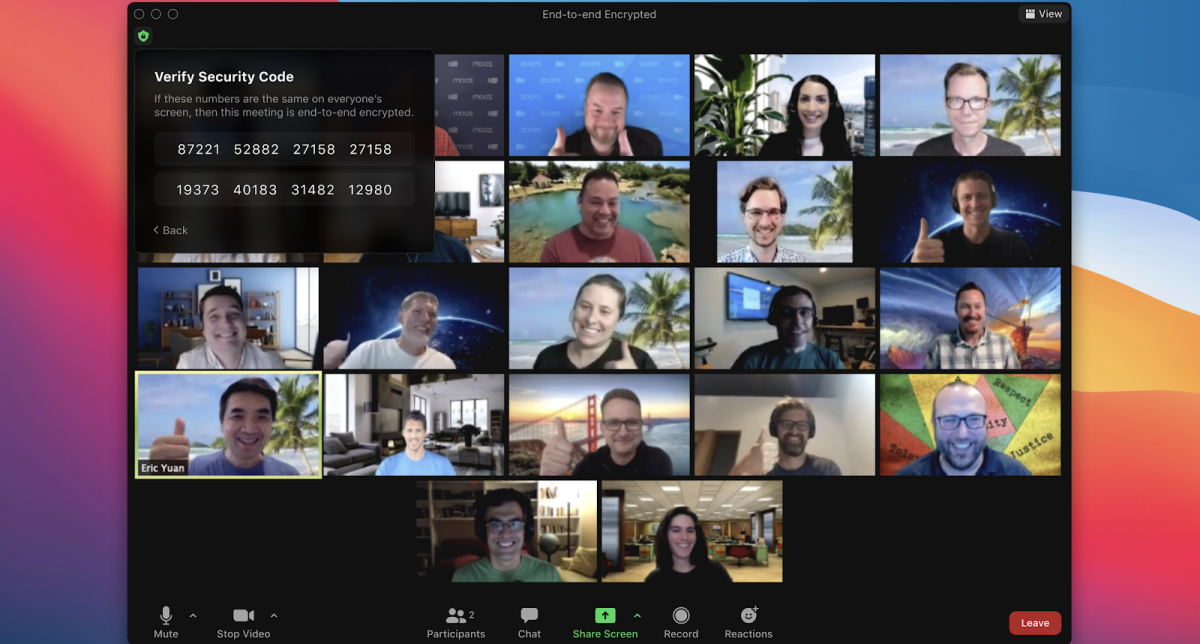 End-to-end Encrypted
View
Verify Security Code
If these numbers are the same on everyone's
screen, then this meeting is end-to-end encrypted.
87221 52882 27158 27158
19373 40183 31482 12980
Back
zoom
zoom
Respect
Justice
Eric Yuan
Mute
Stop Video
Participants
2
Chat
Share Screen
Record
Reactions
Leave